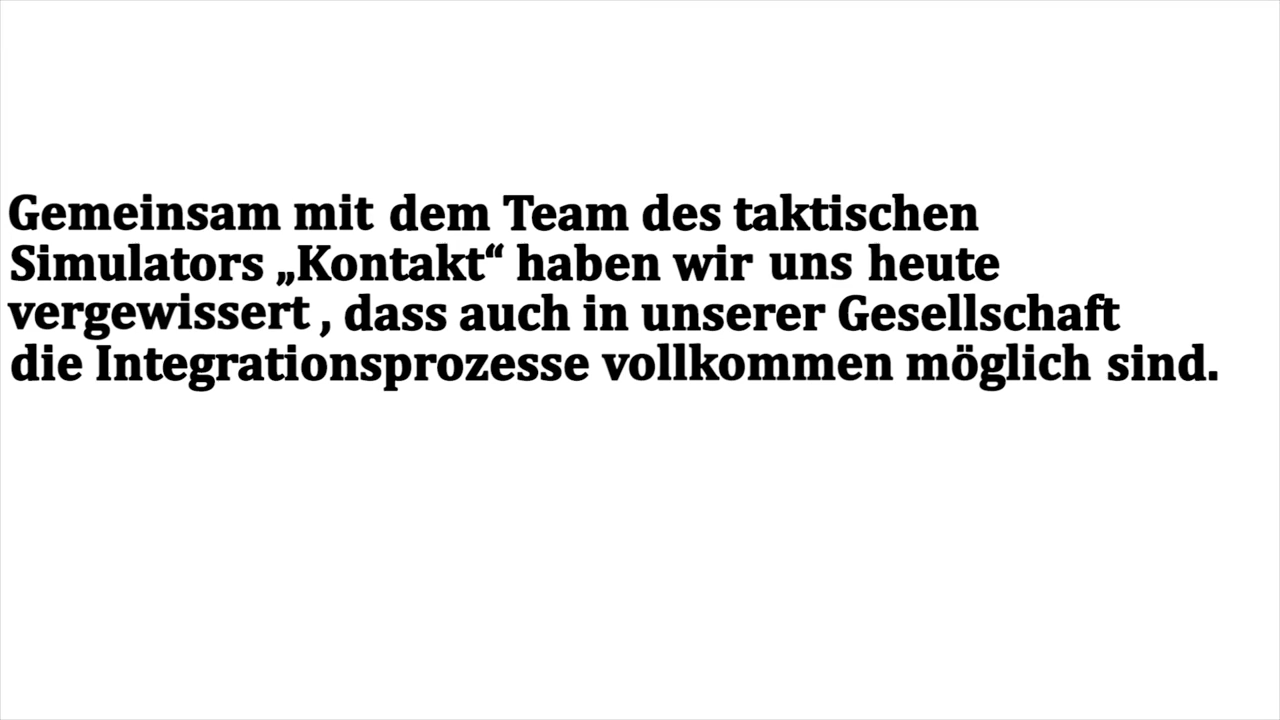 Gemeinsam mit dem Team des taktischen
Simulators „Kontakt“ haben wir uns heute
vergewissert , dass auch in unserer Gesellschaft
die Integrationsprozesse vollkommen möglich sind.